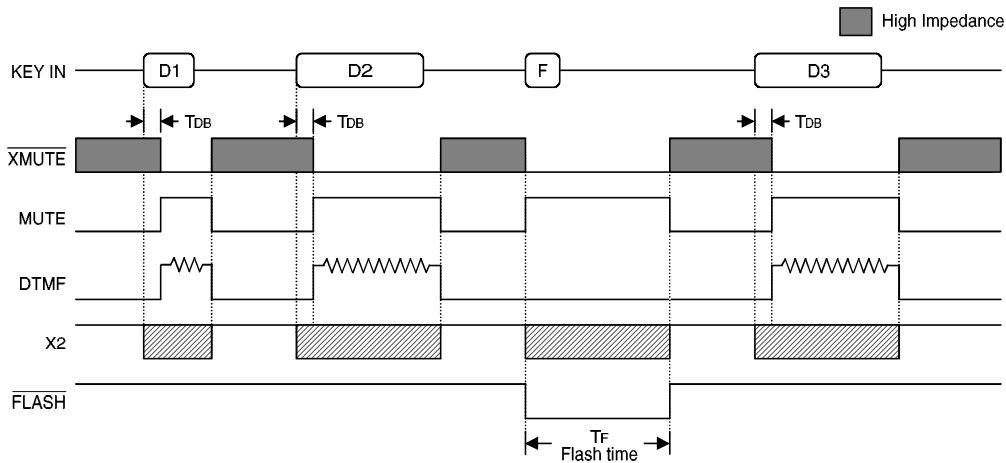 High Impedance
KEY IN
D1
D2
F
D3
TDB
TDB
TDB
XMUTE
MUTE
DTMF
X2
FLASH
TF
Flash time